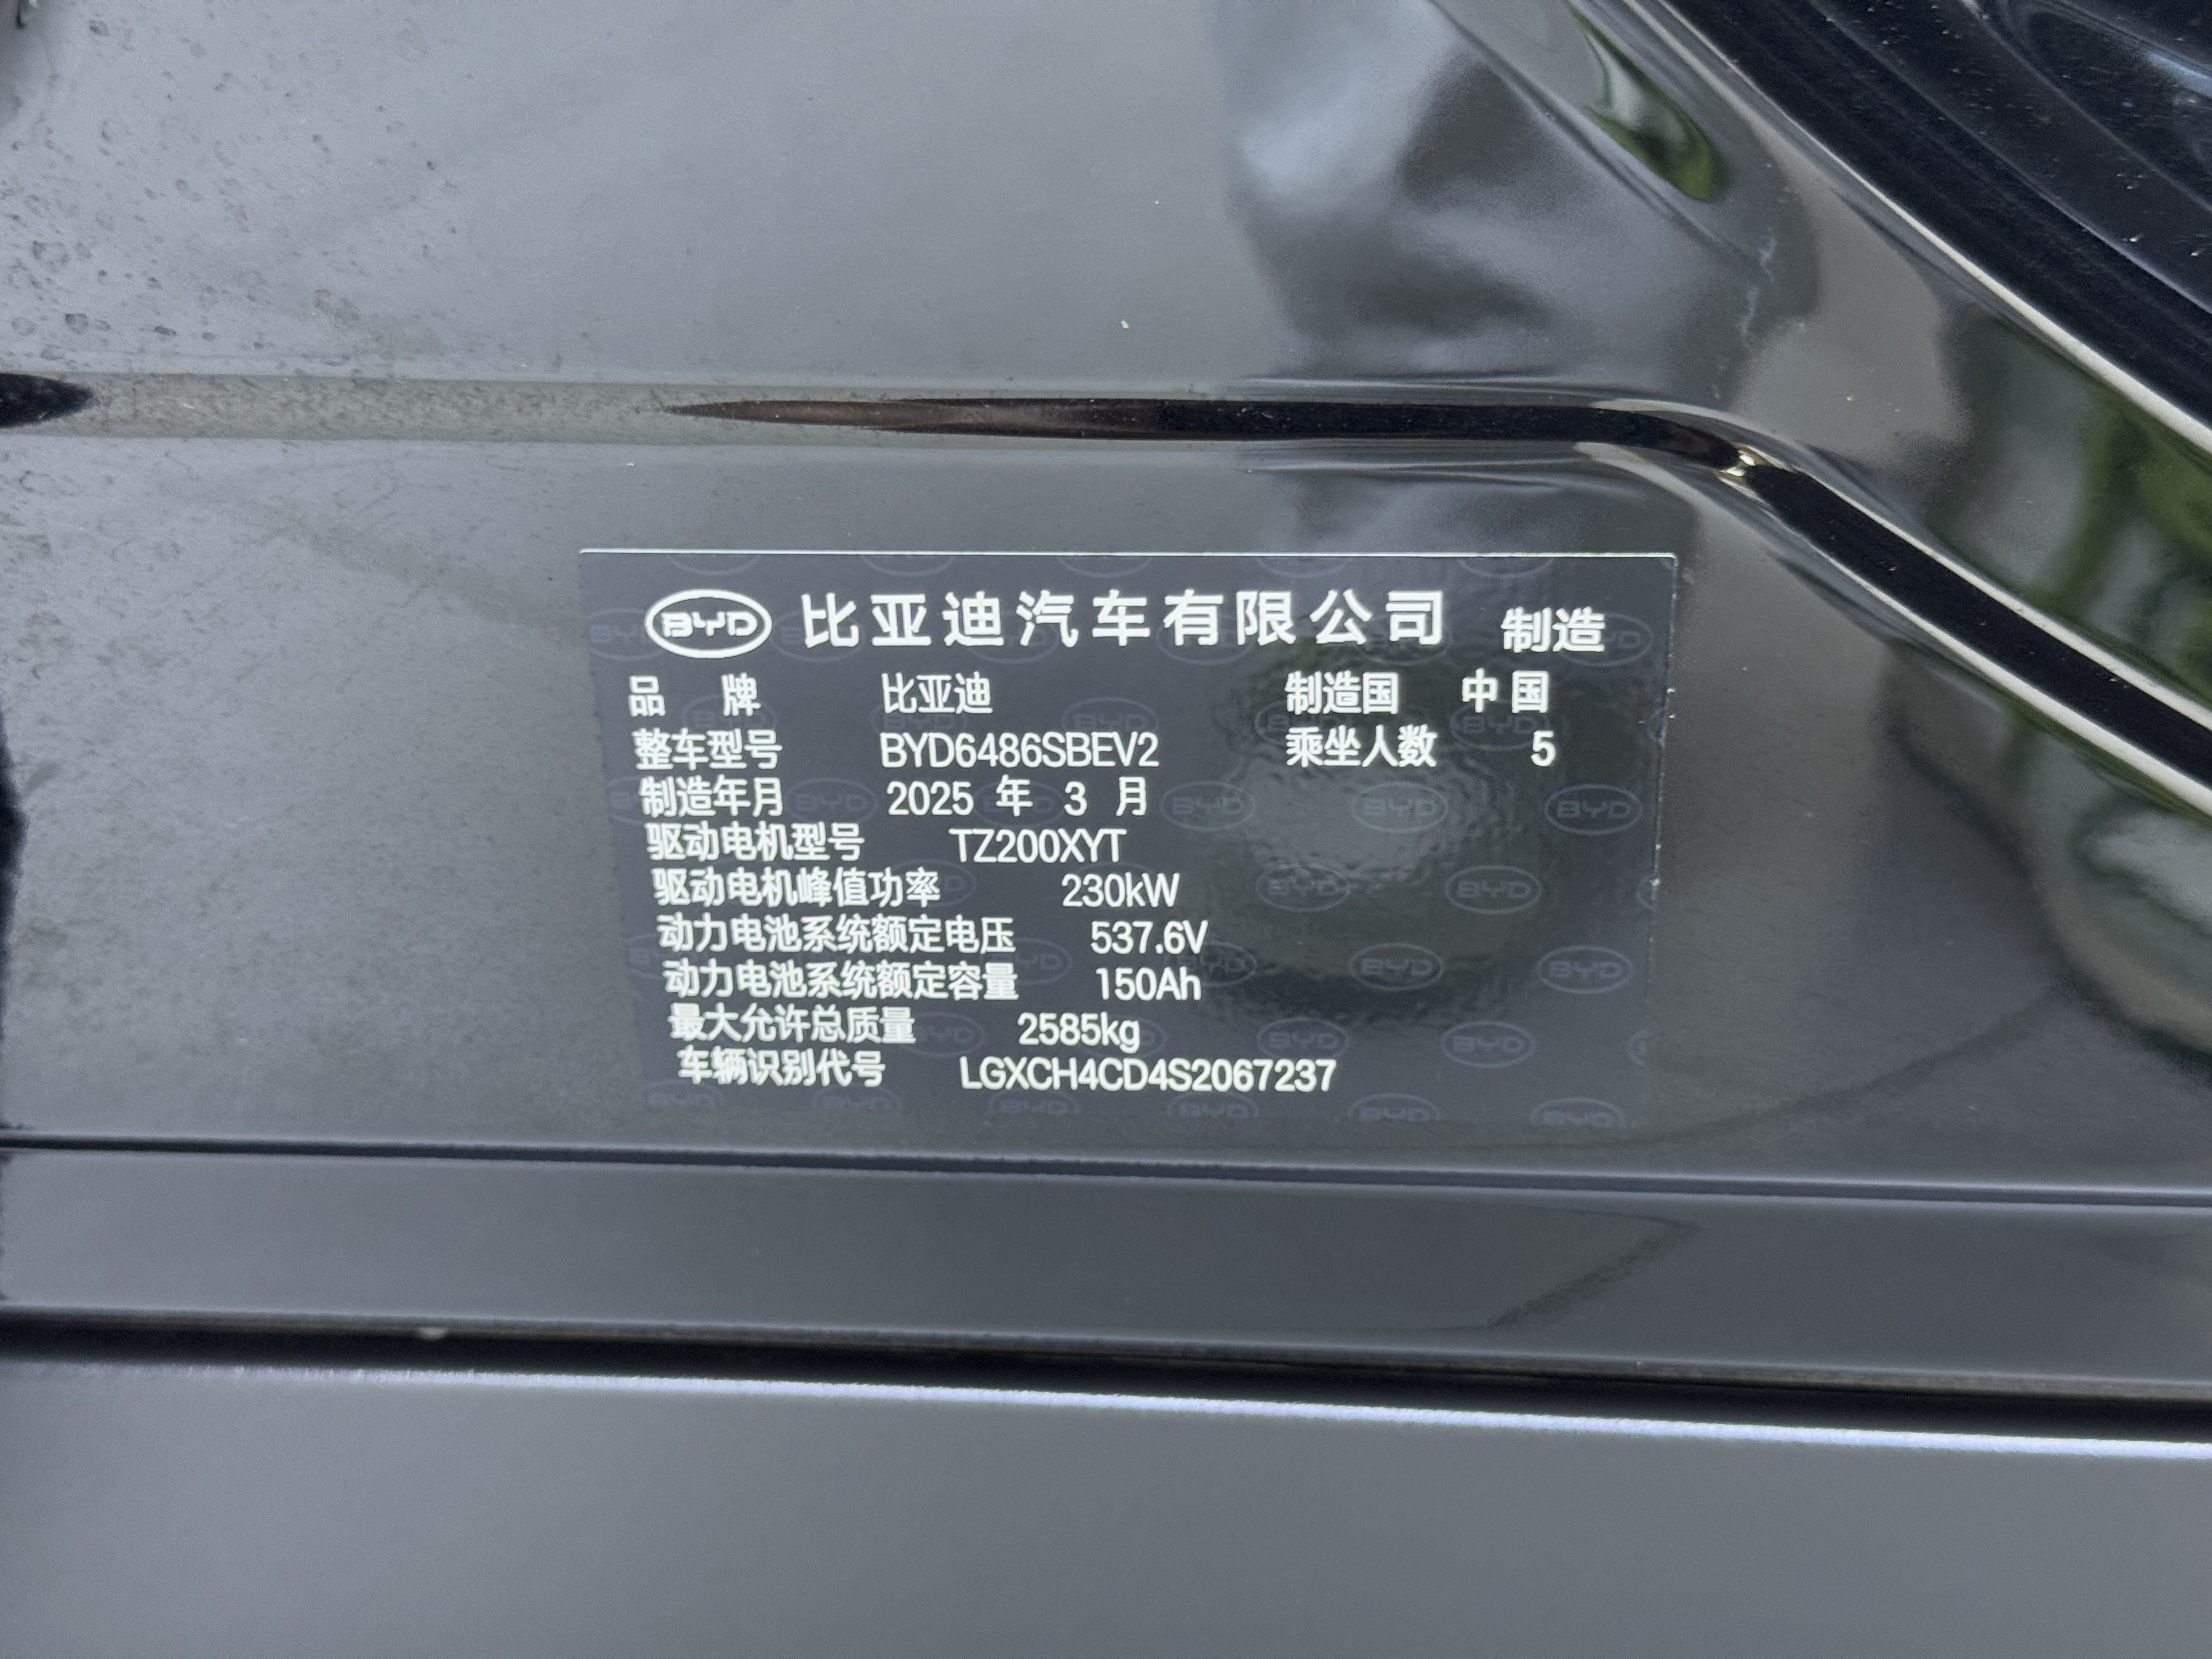 BYD 比亚迪汽车有限公司 制造
品 牌 比亚迪 制造国 中国
整车型号 BYD6486SBEV2 乘坐人数 5
制造年月 2025 年 3 月
驱动电机型号 TZ200XYT
驱动电机峰值功率 230kW
动力电池系统额定电压 537.6V
动力电池系统额定容量 150Ah
最大允许总质量 2585kg
车辆识别代号 LGXCH4CD4S2067237